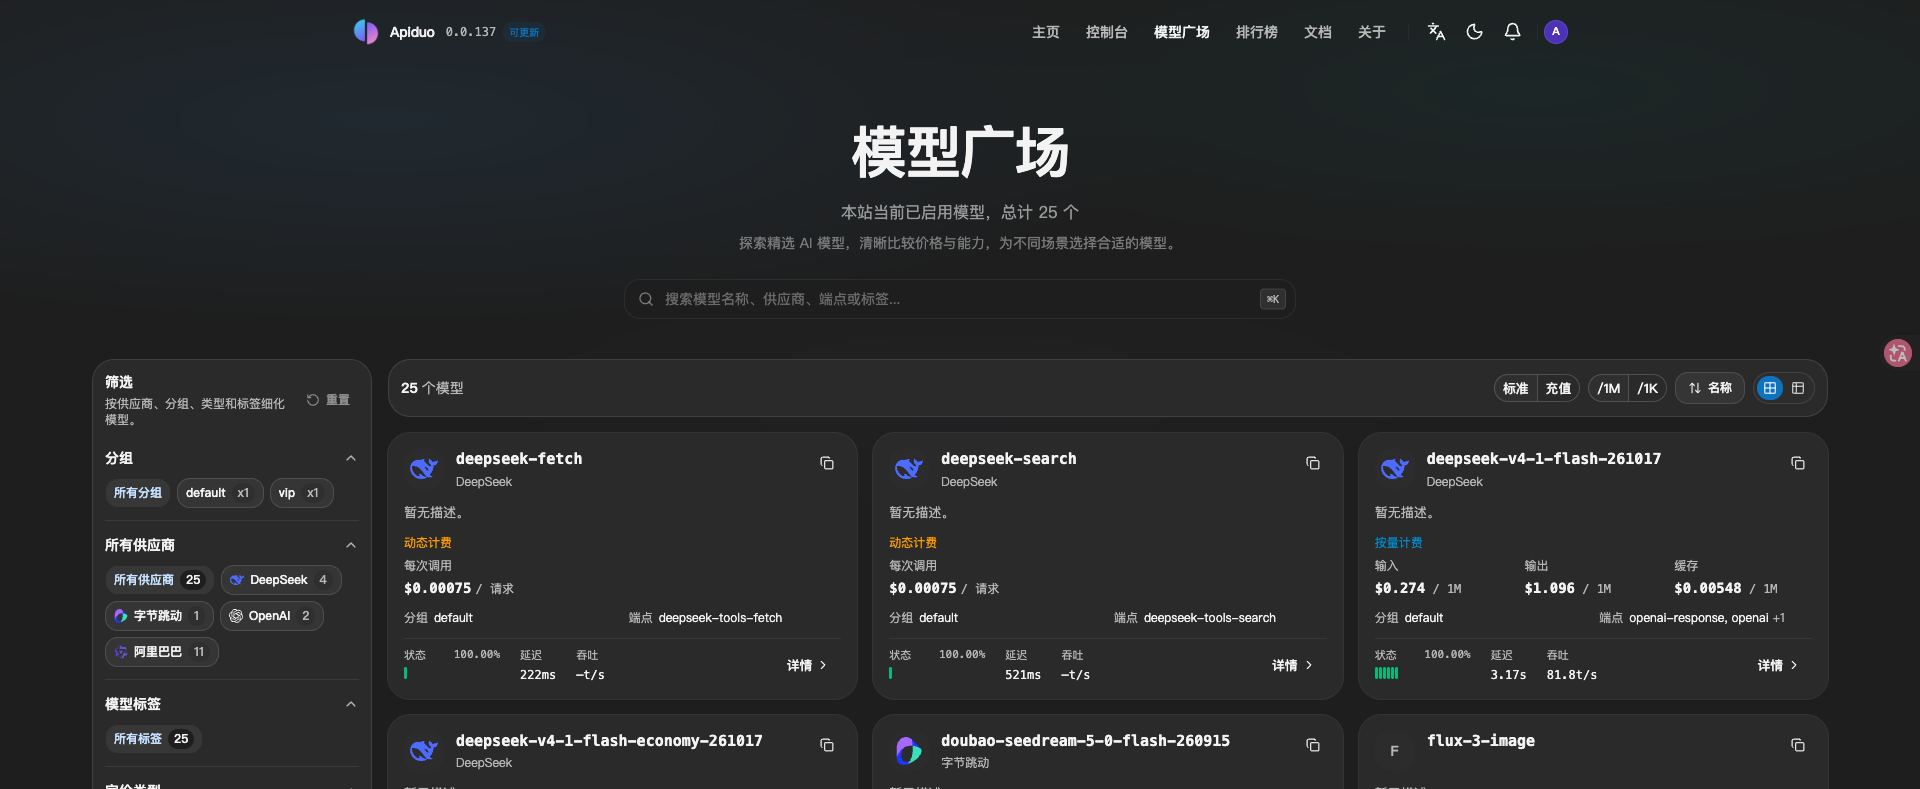 Apiduo 0.0.137 可更新 主页 控制台 模型广场 排行榜 文档 关于 A
模型广场
本站当前已启用模型，总计 25 个
探索精选 AI 模型，清晰比较价格与能力，为不同场景选择合适的模型。
搜索模型名称、供应商、端点或标签... ⌘K
筛选
按供应商、分组、类型和标签细化
模型。
重置
分组
所有分组 default x1 vip x1
所有供应商
所有供应商 25 DeepSeek 4
字节跳动 1 OpenAI 2
阿里巴巴 11
模型标签
所有标签 25
25 个模型 标准 充值 /1M /1K 名称
deepseek-fetch
DeepSeek
暂无描述。
动态计费
每次调用
$0.00075 / 请求
分组 default 端点 deepseek-tools-fetch
状态 100.00% 延迟 吞吐
222ms —t/s
详情
deepseek-search
DeepSeek
暂无描述。
动态计费
每次调用
$0.00075 / 请求
分组 default 端点 deepseek-tools-search
状态 100.00% 延迟 吞吐
521ms —t/s
详情
deepseek-v4-1-flash-261017
DeepSeek
暂无描述。
按量计费
输入 输出 缓存
$0.274 / 1M $1.096 / 1M $0.00548 / 1M
分组 default 端点 openai-response, openai +1
状态 100.00% 延迟 吞吐
3.17s 81.8t/s
详情
deepseek-v4-1-flash-economy-261017
DeepSeek
doubao-seedream-5-0-flash-260915
字节跳动
F flux-3-image